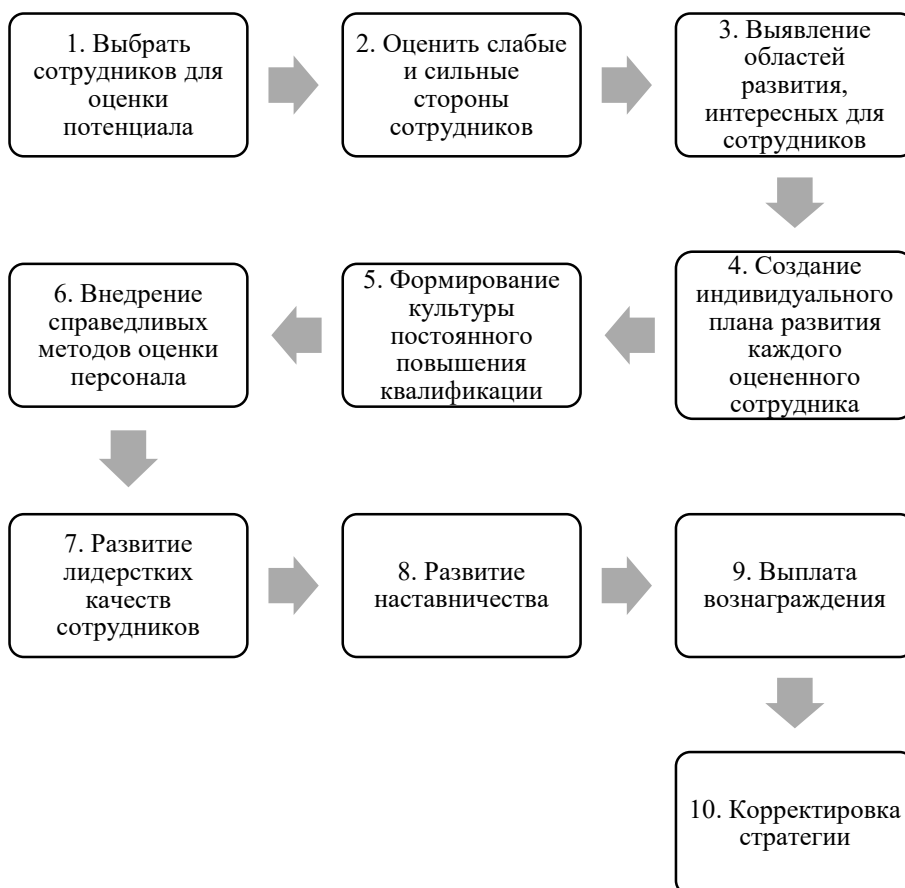 1. Выбрать
сотрудников для
оценки
потенциала
2. Оценить слабые
и сильные
стороны
сотрудников
3. Выявление
областей
развития,
интересных для
сотрудников
4. Создание
индивидуального
плана развития
каждого
оцененного
сотрудника
5. Формирование
культуры
постоянного
повышения
квалификации
6. Внедрение
справедливых
методов оценки
персонала
7. Развитие
лидерстких
качеств
сотрудников
8. Развитие
наставничества
9. Выплата
вознаграждения
10. Корректировка
стратегии